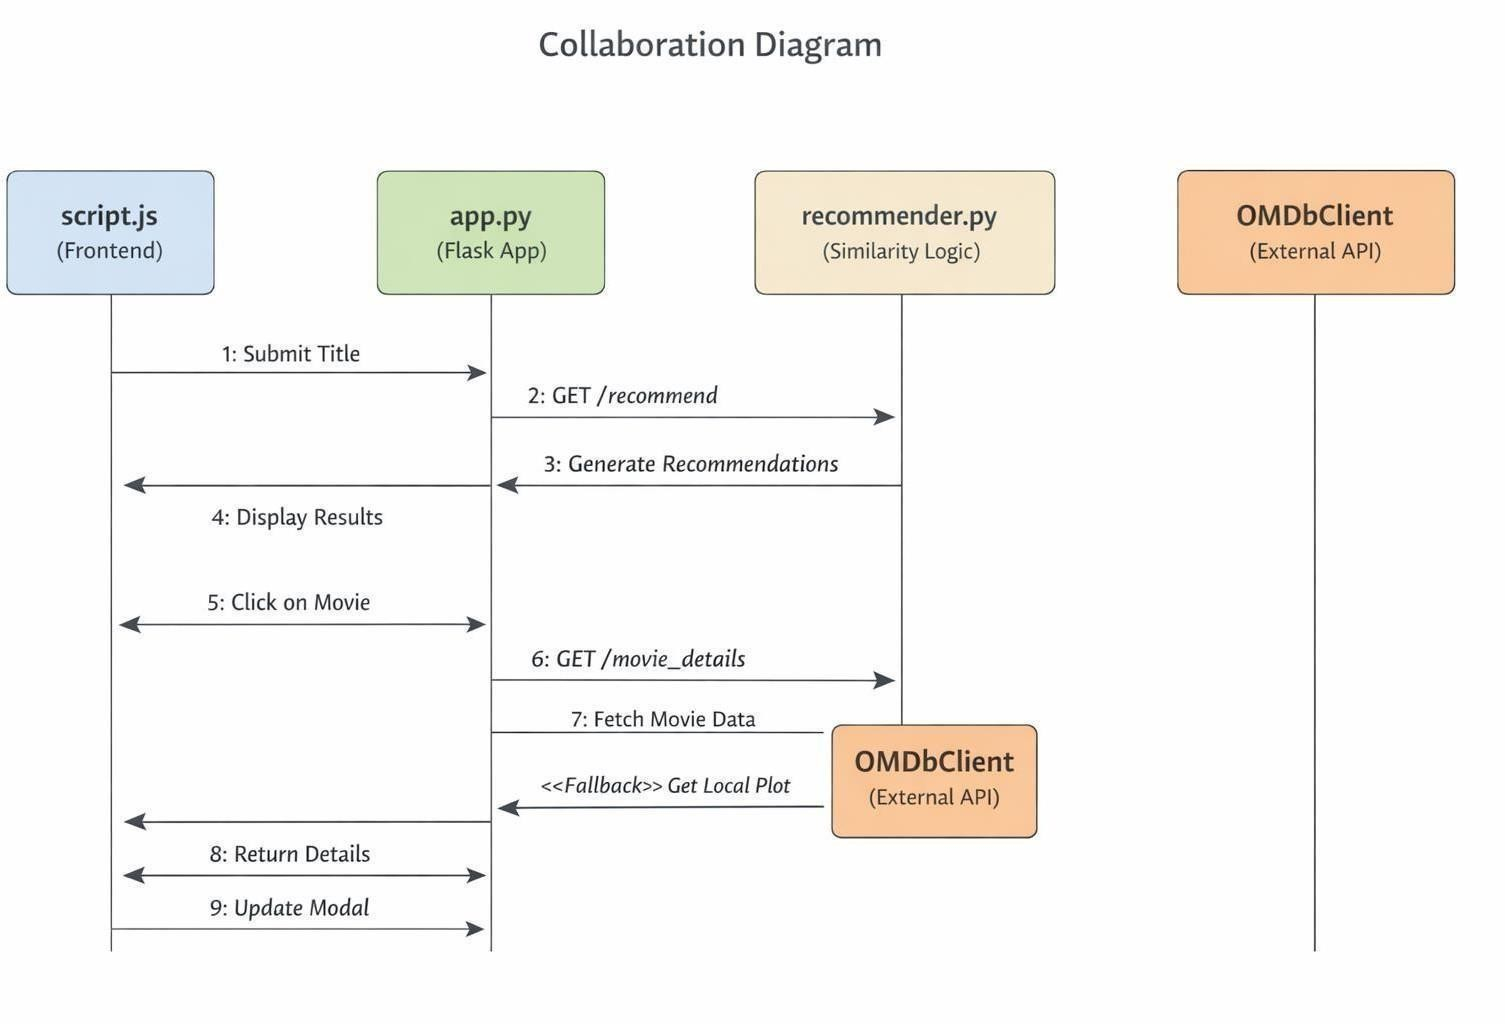 Collaboration Diagram
script.js
(Frontend)
app.py
(Flask App)
recommender.py
(Similarity Logic)
OMDbClient
(External API)
1: Submit Title
2: GET /recommend
3: Generate Recommendations
4: Display Results
5: Click on Movie
6: GET /movie_details
7: Fetch Movie Data
OMDbClient
(External API)
<<Fallback>> Get Local Plot
8: Return Details
9: Update Modal